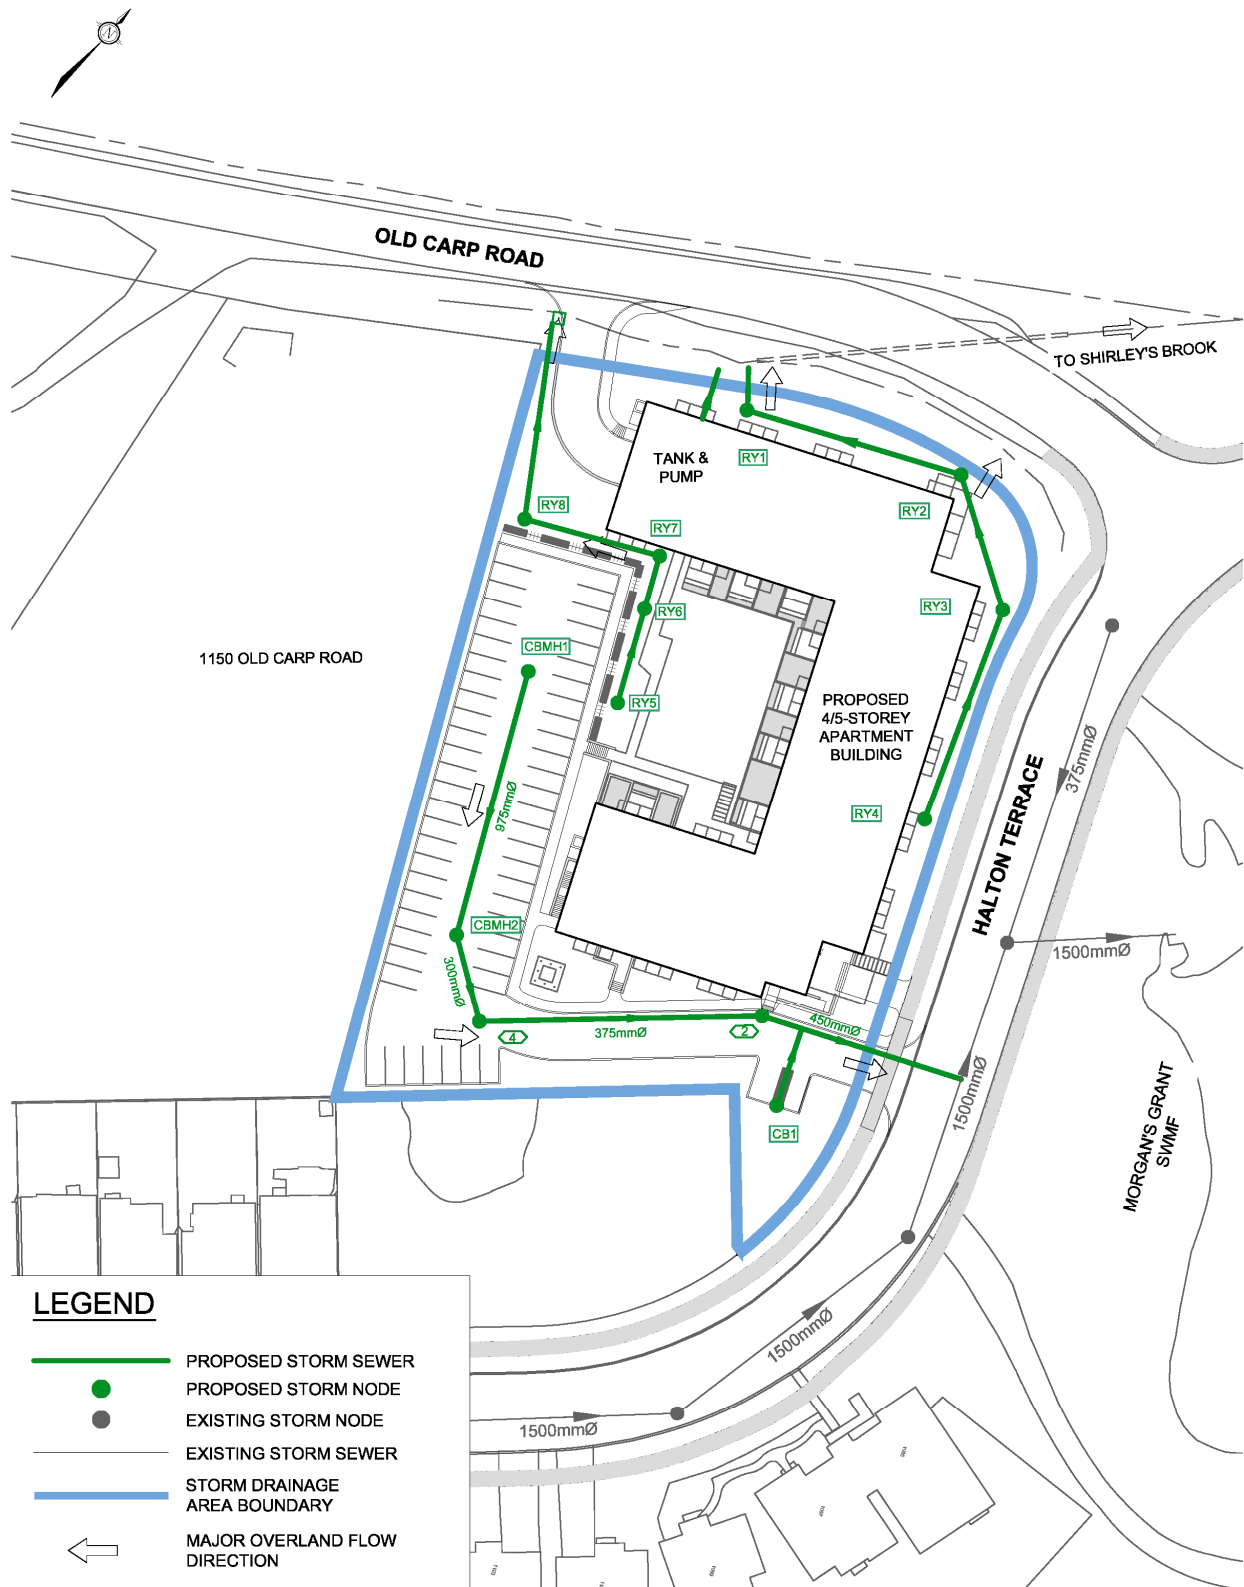 N
OLD CARP ROAD
TO SHIRLEY'S BROOK
TANK &
PUMP
RY1
RY2
RY8
RY7
RY6
RY3
CBMH1
1150 OLD CARP ROAD
RY5
PROPOSED
4/5-STOREY
APARTMENT
BUILDING
375mmØ
HALTON TERRACE
975mmØ
RY4
CBMH2
1500mmØ
300mmØ
4
375mmØ
2
450mmØ
1500mmØ
CB1
MORGAN'S GRANT
SWMF
1500mmØ
1500mmØ
LEGEND
PROPOSED STORM SEWER
PROPOSED STORM NODE
EXISTING STORM NODE
EXISTING STORM SEWER
STORM DRAINAGE
AREA BOUNDARY
MAJOR OVERLAND FLOW
DIRECTION